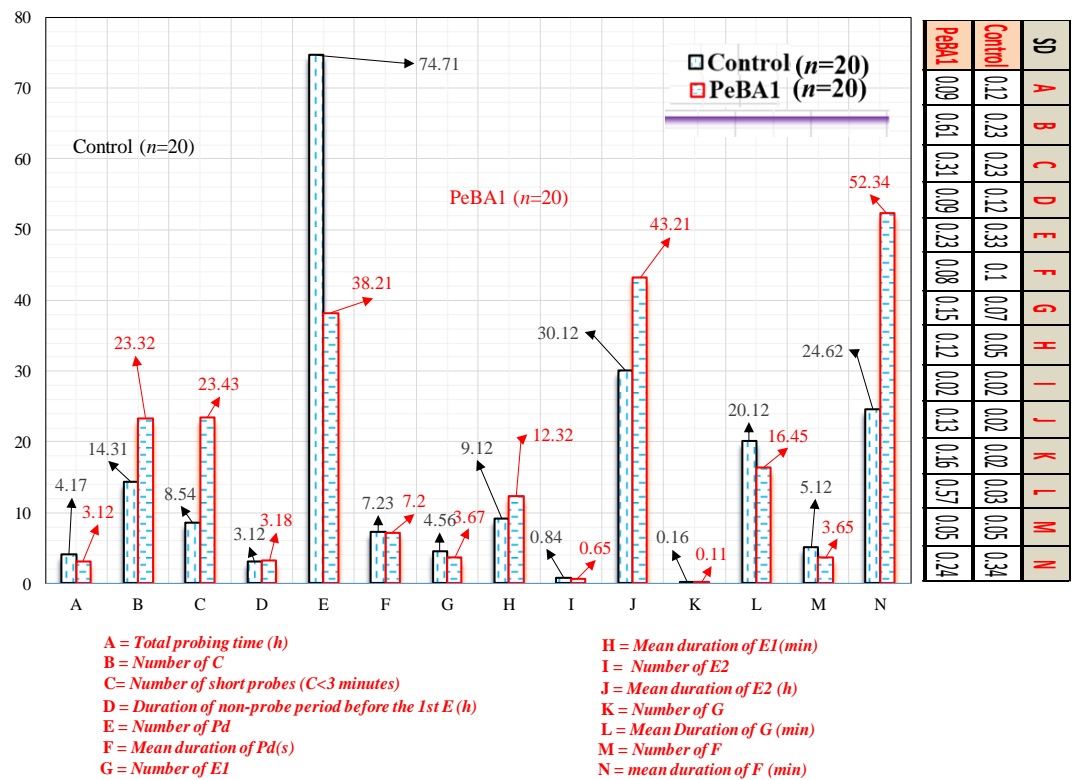 80
70
60
50
40
30
20
10
0
Control (n=20)
PeBA1 (n=20)
Control (n=20)
PeBA1 (n=20)
74.71
38.21
23.32
14.31
23.43
8.54
4.17
3.12
3.12
3.18
7.23
7.2
4.56
3.67
9.12
12.32
0.84
0.65
30.12
43.21
0.16
0.11
20.12
16.45
5.12
3.65
24.62
52.34
A B C D E F G H I J K L M N
SD A B C D E F G H I J K L M N
Control 0.12 0.23 0.23 0.12 0.33 0.1 0.07 0.05 0.02 0.02 0.02 0.03 0.05 0.34
PeBA1 0.09 0.61 0.31 0.09 0.23 0.08 0.15 0.12 0.02 0.13 0.16 0.57 0.05 0.24
A = Total probing time (h)
B = Number of C
C= Number of short probes (C<3 minutes)
D = Duration of non-probe period before the 1st E (h)
E = Number of Pd
F = Mean duration of Pd(s)
G = Number of E1
H = Mean duration of E1(min)
I = Number of E2
J = Mean duration of E2 (h)
K = Number of G
L = Mean Duration of G (min)
M = Number of F
N = mean duration of F (min)